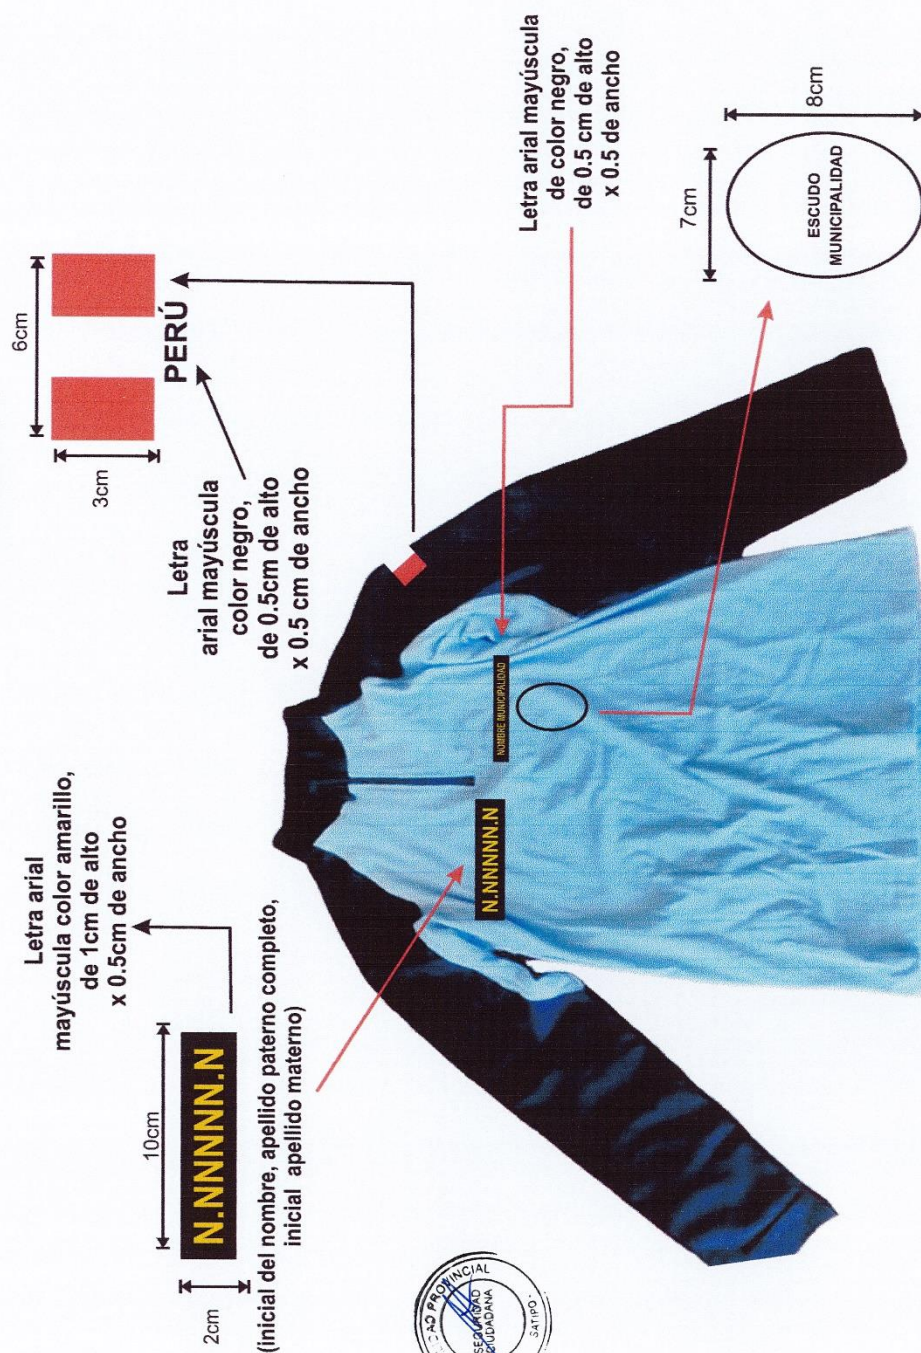 Letra arial
mayúscula color amarillo,
de 1cm de alto
x 0.5cm de ancho
10cm
2cm
N.NNNNN.N
(inicial del nombre, apellido paterno completo,
inicial apellido materno)
6cm
3cm
PERÚ
Letra
arial mayúscula
color negro,
de 0.5cm de alto
x 0.5 cm de ancho
Letra arial mayúscula
de color negro,
de 0.5 cm de alto
x 0.5 de ancho
N.NNNNN.N
NOMBRE MUNICIPALIDAD
7cm
8cm
ESCUDO
MUNICIPALIDAD
PROVINCIAL
SEGURIDAD
CIUDADANA
SATIPO